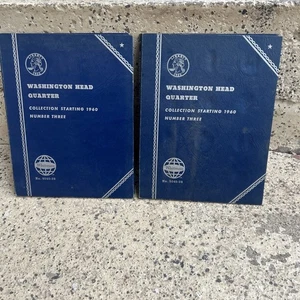 WASHINGTON HEAD
QUARTER
COLLECTION STARTING 1960
NUMBER THREE
WASHINGTON HEAD
QUARTER
COLLECTION STARTING 1960
NUMBER THREE